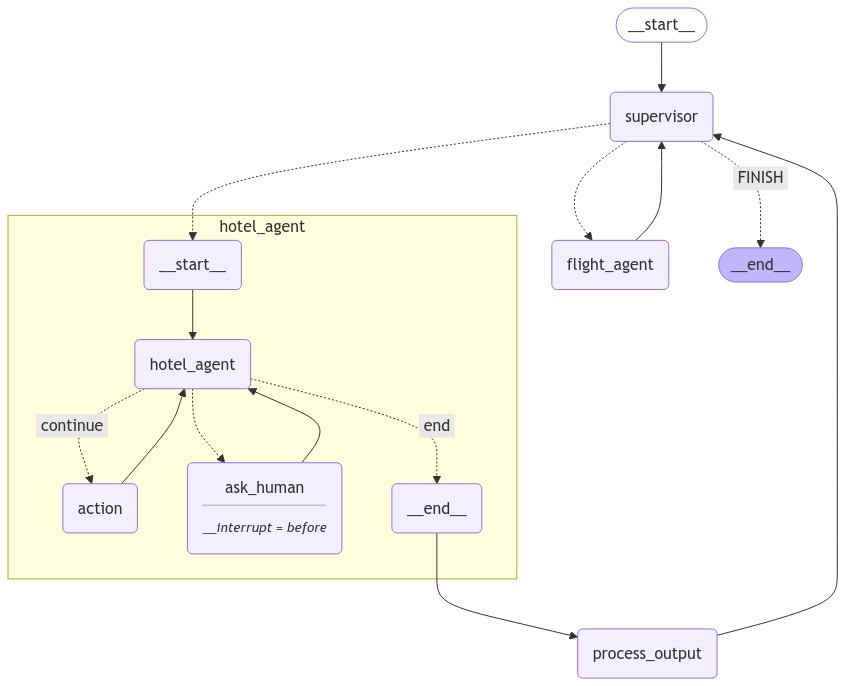 __start__
supervisor
FINISH
hotel_agent
__start__
flight_agent
__end__
hotel_agent
continue
end
action
ask_human
__interrupt = before
__end__
process_output